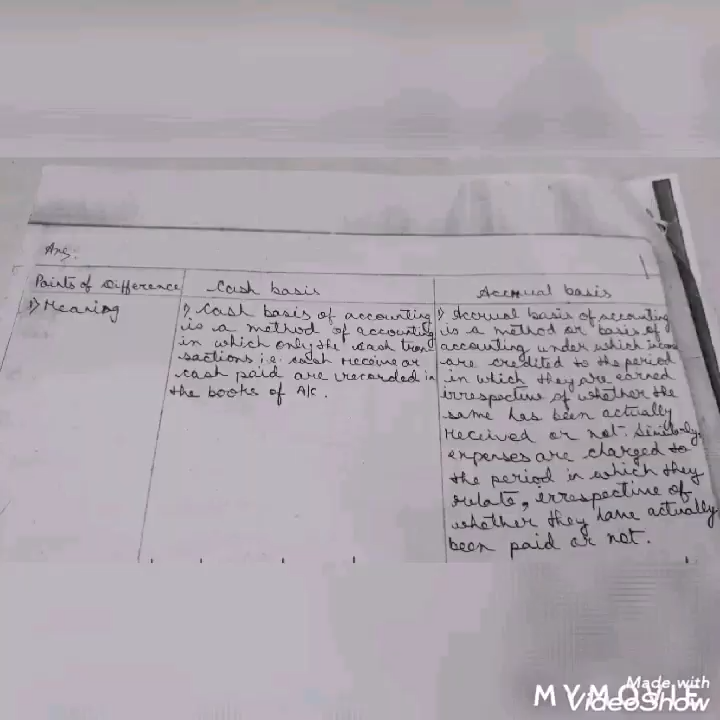 Ans:
Points of Difference
Cash basis
Accrual basis
1) Meaning
1) Cash basis of accounting
is a method of accounting
in which only the cash tran
sactions i.e. cash receive or
cash paid are recorded in
the books of A/c.
1) Accrual basis of accounting
is a method or basis of
accounting under which income
are credited to the period
in which they are earned
irrespective of whether the
same has been actually
received or not. Similarly,
expenses are charged to
the period in which they
relate, irrespective of
whether they have actually
been paid or not.
Made with
MYMOVIE
VideoShow